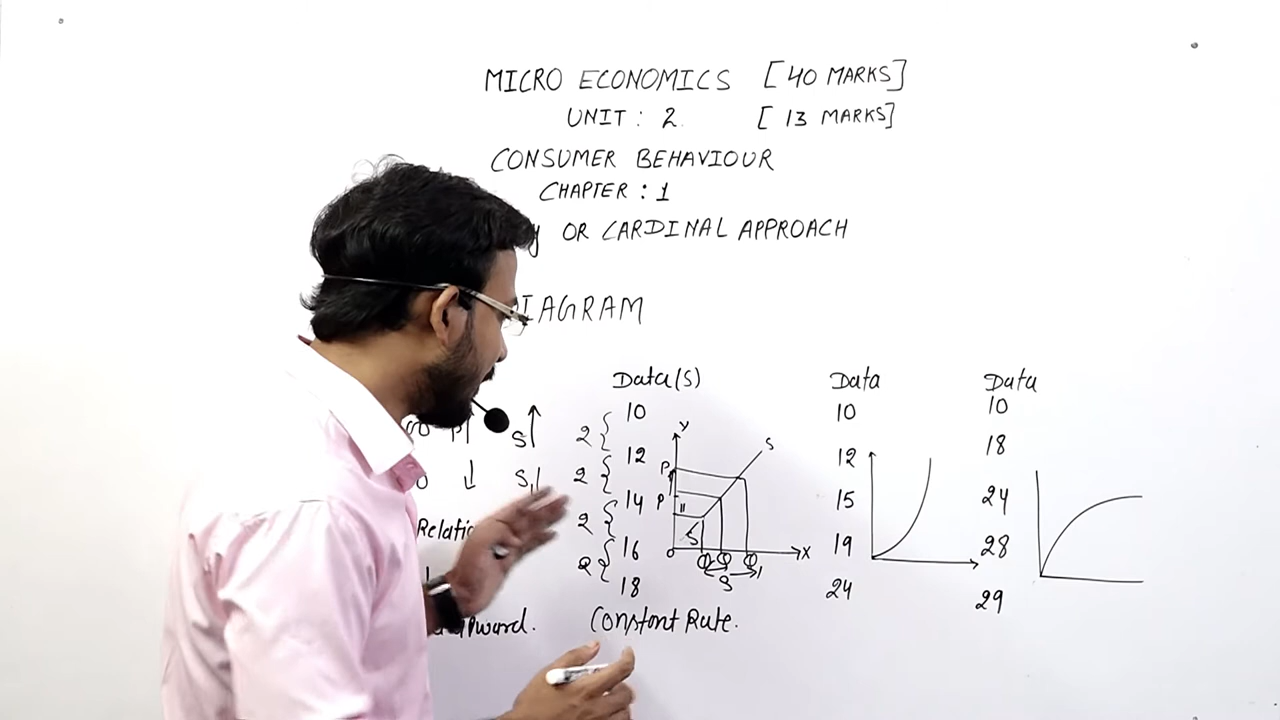 MICRO ECONOMICS [40 MARKS]
UNIT : 2. [13 MARKS]
CONSUMER BEHAVIOUR
CHAPTER : 1
OR CARDINAL APPROACH
DIAGRAM
Data(S)
10
12
14
16
18
2
2
2
2
Y
S
P
P
X
O
Q
Constant Rate.
P↑ S↑
↓ S↓
Data
10
12
15
19
24
Data
10
18
24
28
29